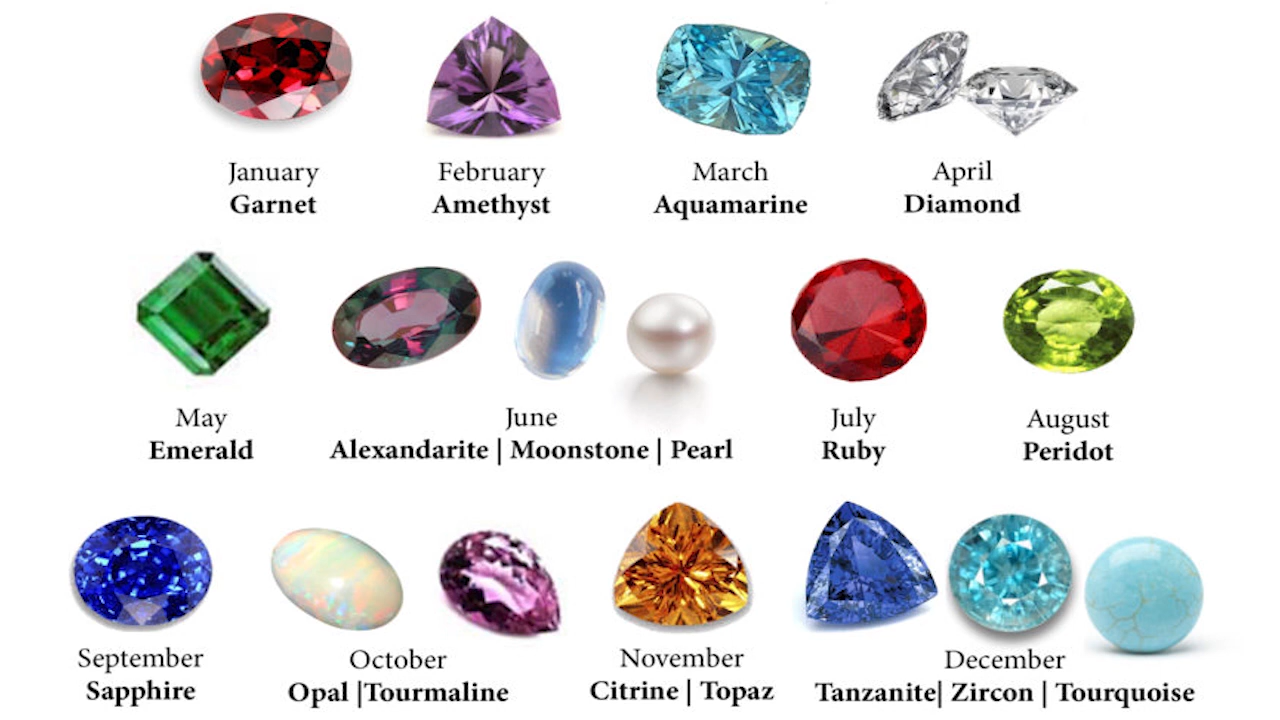 January
Garnet
February
Amethyst
March
Aquamarine
April
Diamond
May
Emerald
June
Alexandarite | Moonstone | Pearl
July
Ruby
August
Peridot
September
Sapphire
October
Opal |Tourmaline
November
Citrine | Topaz
December
Tanzanite| Zircon | Tourquoise